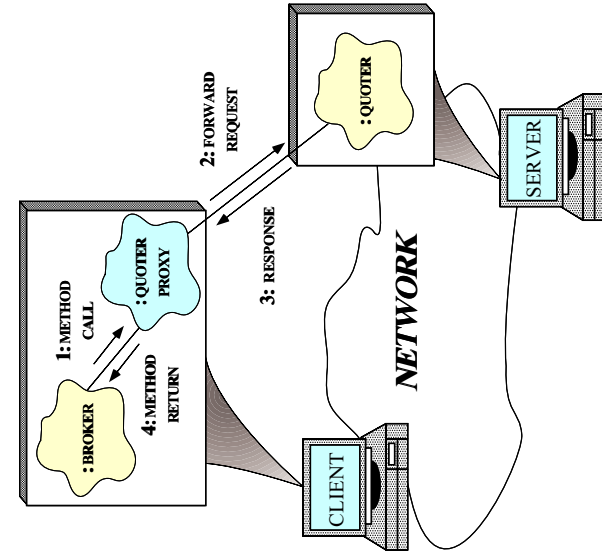 1: METHOD
CALL
: BROKER
: QUOTER
PROXY
4: METHOD
RETURN
2: FORWARD
REQUEST
3: RESPONSE
: QUOTER
NETWORK
CLIENT
SERVER